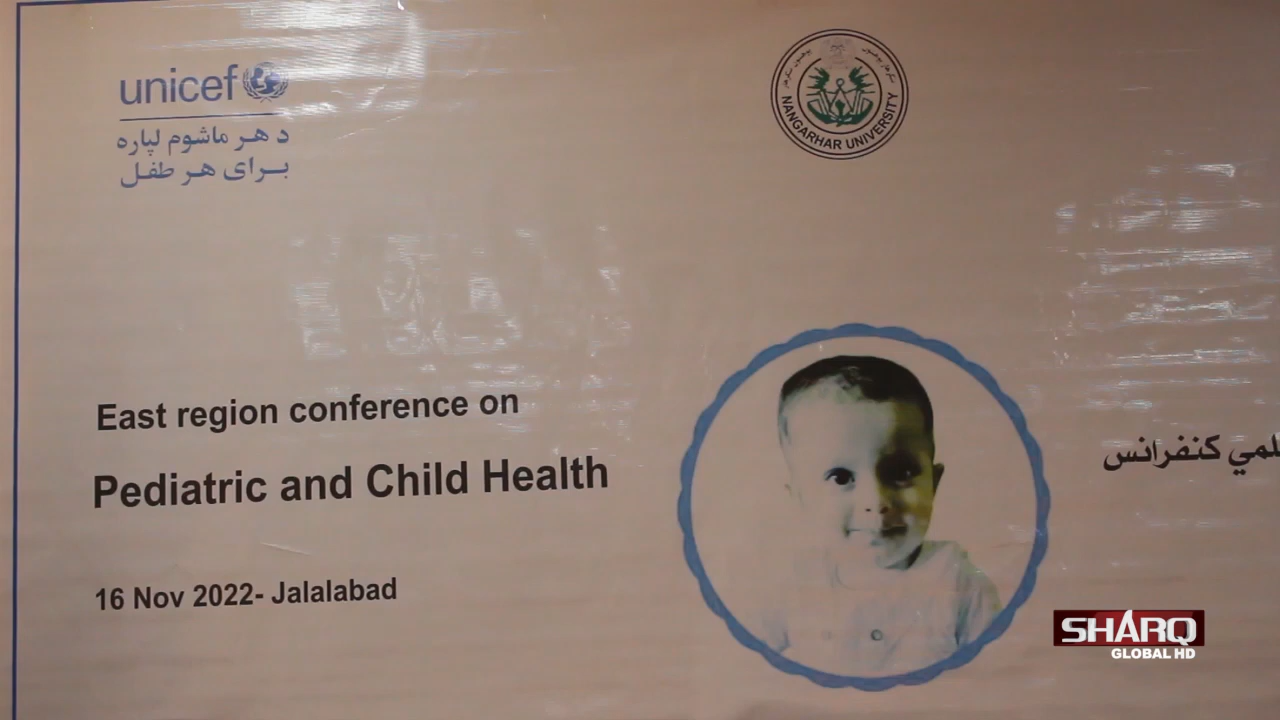 unicef
د هر ماشوم لپاره
برای هر طفل
NANGARHAR UNIVERSITY
East region conference on
Pediatric and Child Health
16 Nov 2022- Jalalabad
كنفرانس
SHARQ
GLOBAL HD